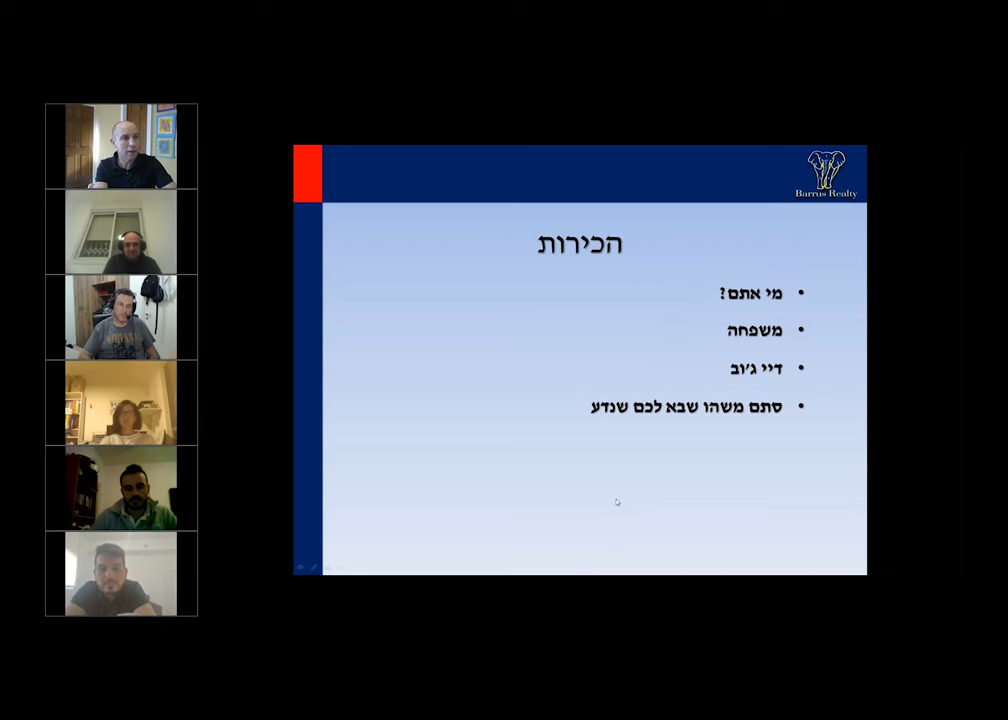 Barrus Realty
הכירות
מי אתם?
משפחה
דיי ג'וב
סתם משהו שבא לכם שנדע